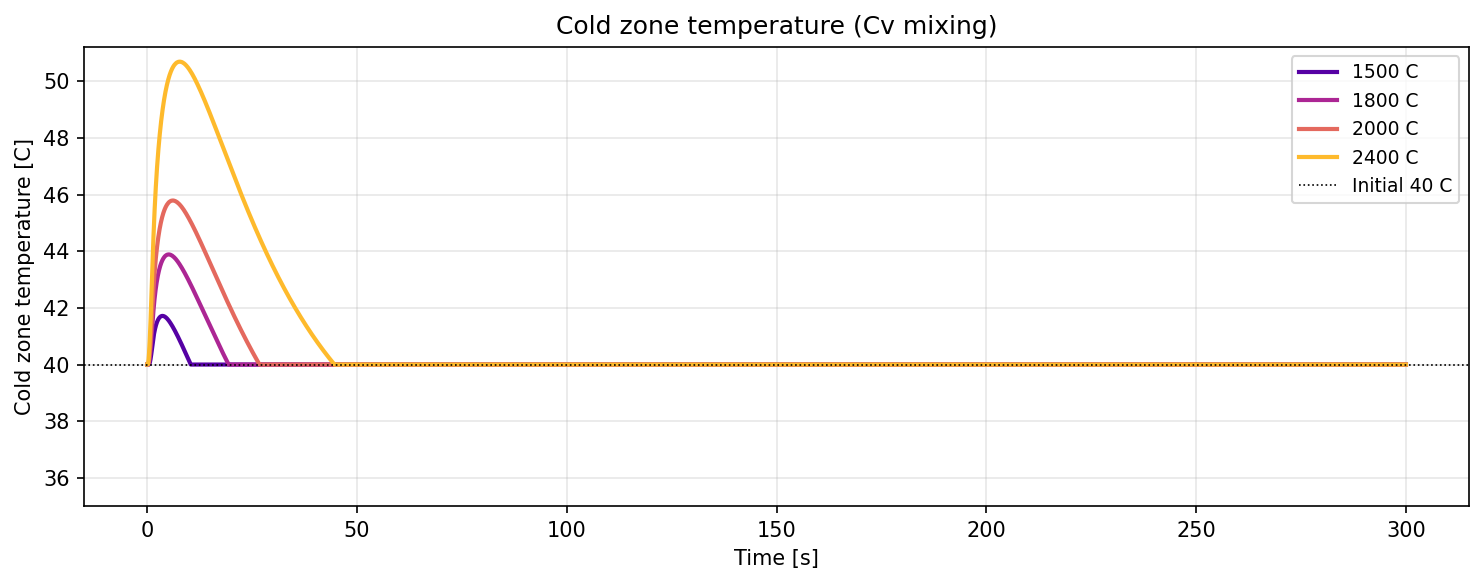 Cold zone temperature (Cv mixing)
Cold zone temperature [C]
50
48
46
44
42
40
38
36
0
50
100
150
200
250
300
Time [s]
1500 C
1800 C
2000 C
2400 C
Initial 40 C